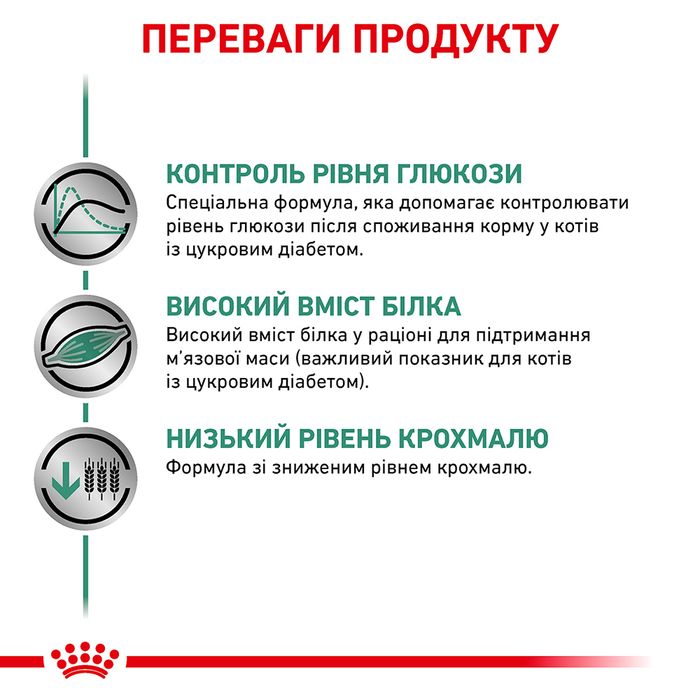 ПЕРЕВАГИ ПРОДУКТУ
КОНТРОЛЬ РІВНЯ ГЛЮКОЗИ
Спеціальна формула, яка допомагає контролювати
рівень глюкози після споживання корму у котів
із цукровим діабетом.
ВИСОКИЙ ВМІСТ БІЛКА
Високий вміст білка у раціоні для підтримання
м’язової маси (важливий показник для котів
із цукровим діабетом).
НИЗЬКИЙ РІВЕНЬ КРОХМАЛЮ
Формула зі зниженим рівнем крохмалю.